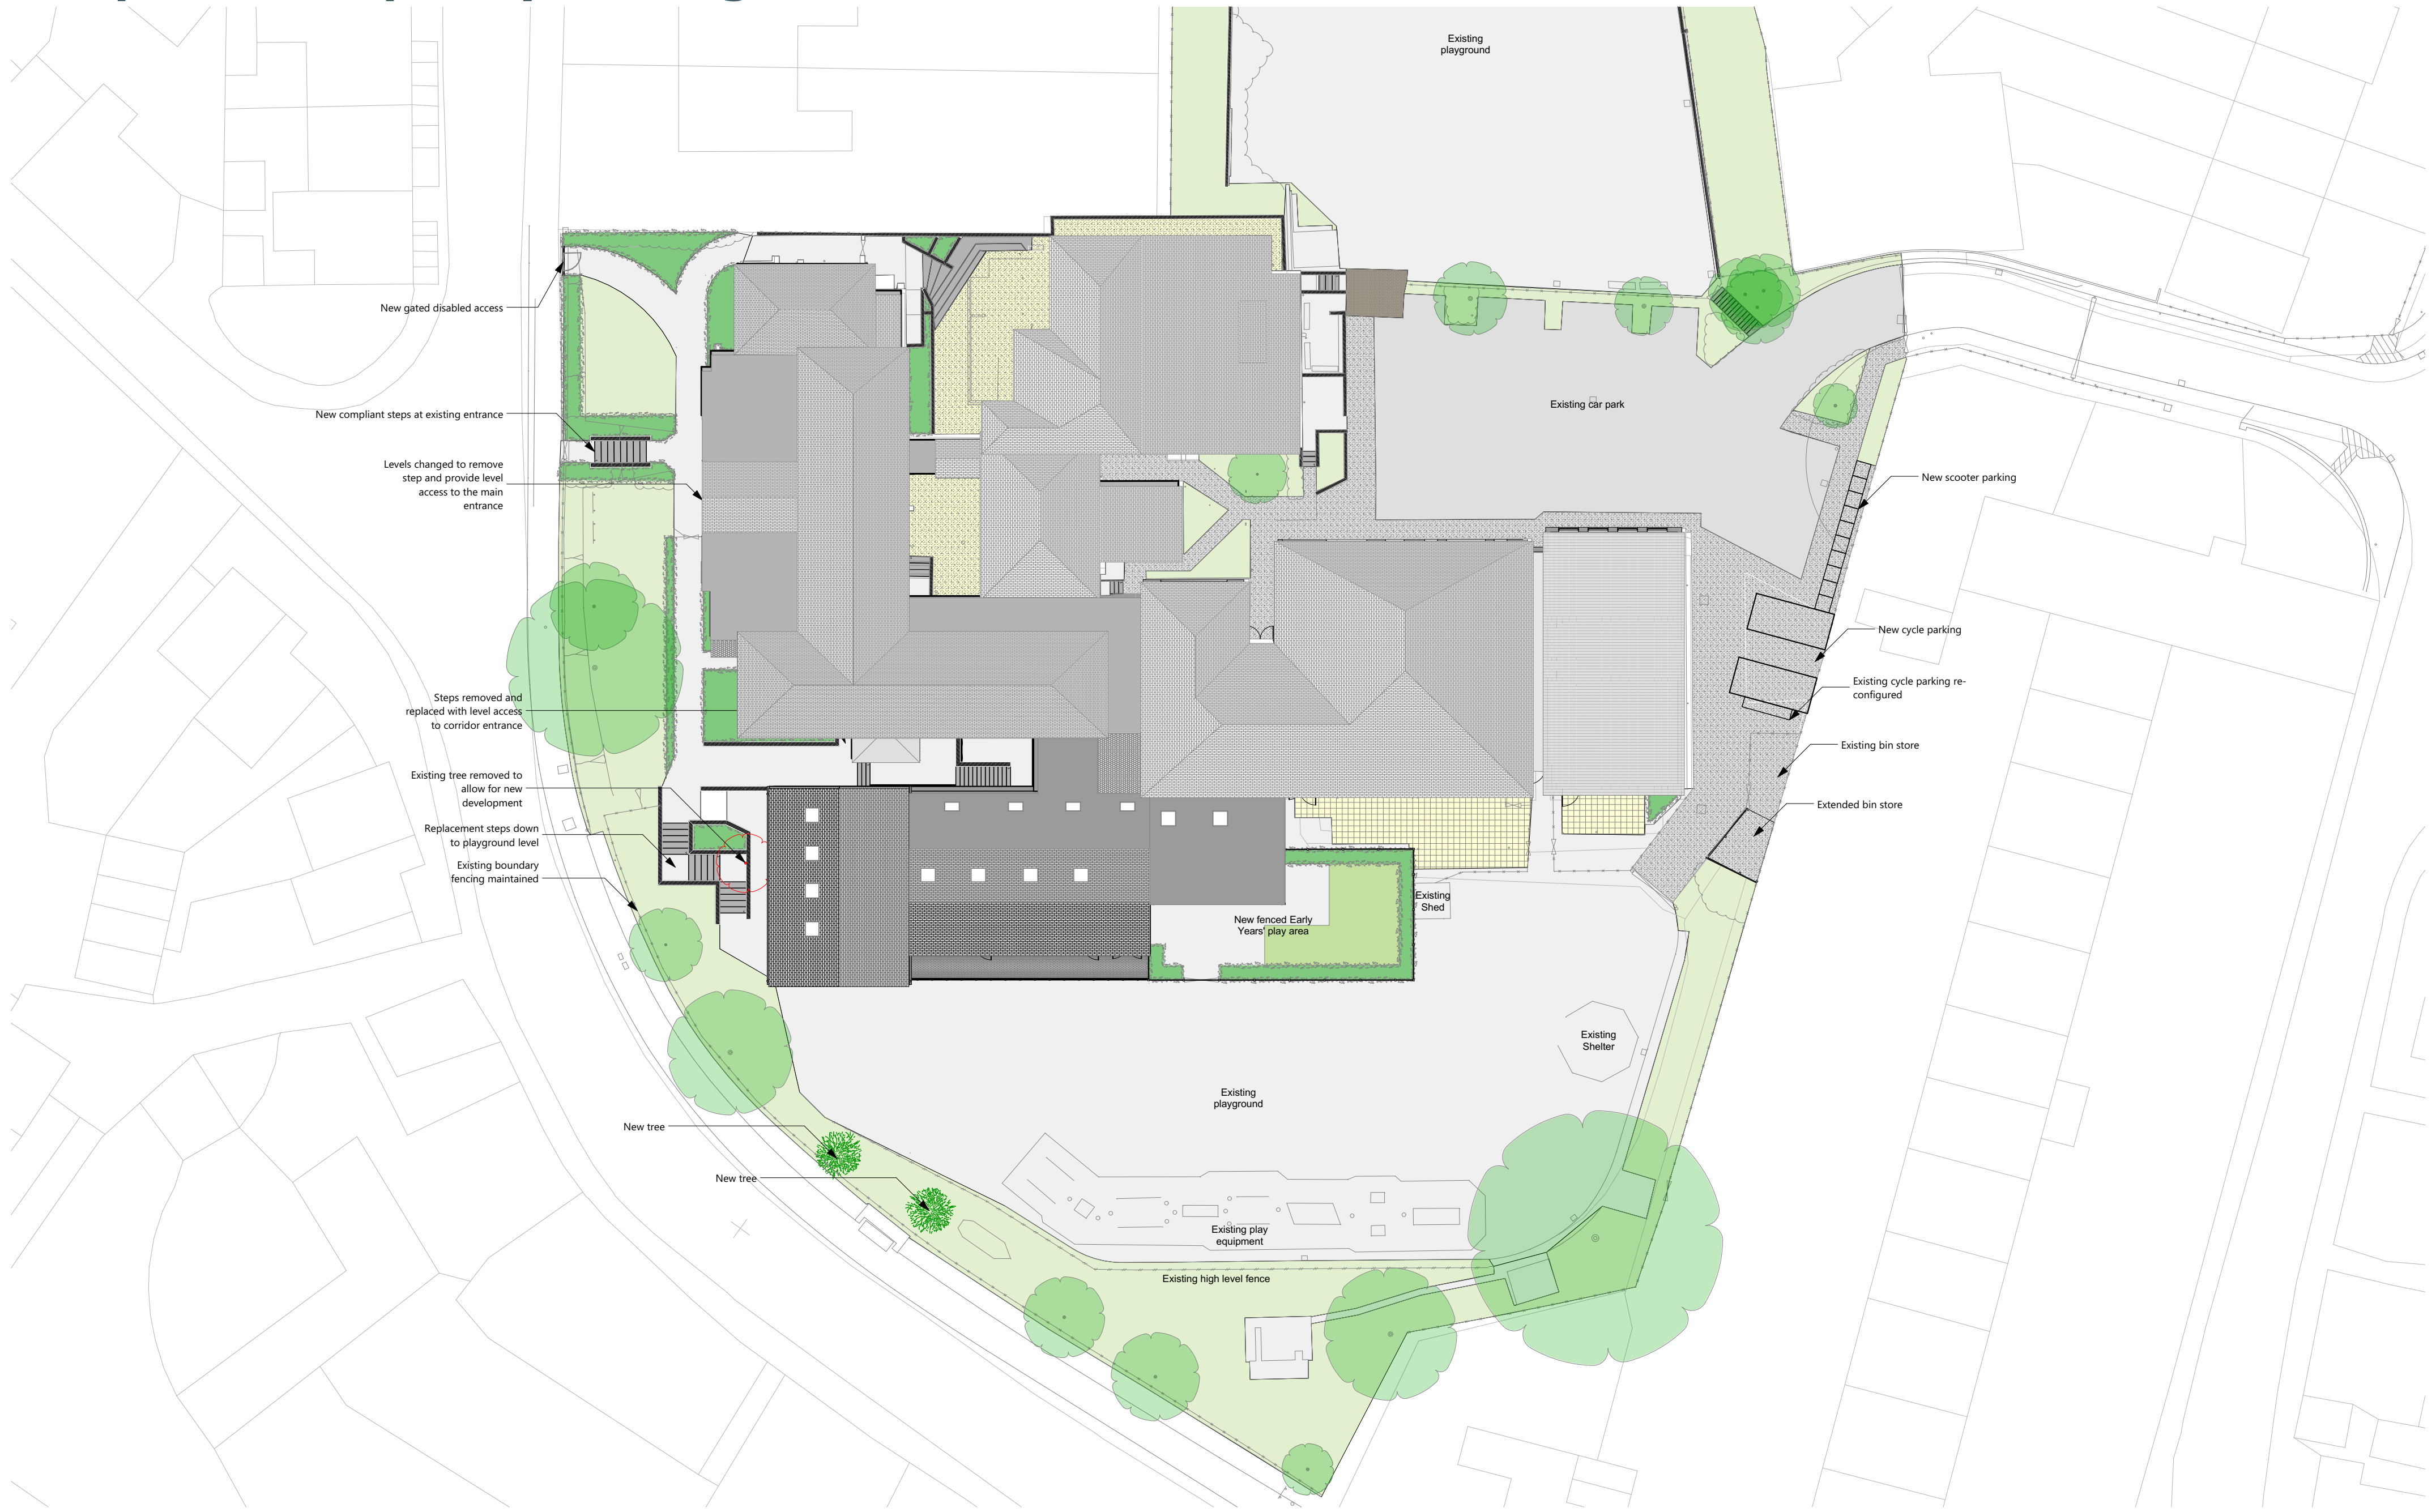 Existing
playground
New gated disabled access
New compliant steps at existing entrance
Existing car park
Levels changed to remove
step and provide level
access to the main
entrance
New scooter parking
New cycle parking
Existing cycle parking re-
configured
Steps removed and
replaced with level access
to corridor entrance
Existing bin store
Existing tree removed to
allow for new
development
Extended bin store
Replacement steps down
to playground level
Existing boundary
fencing maintained
Existing
Shed
New fenced Early
Years' play area
Existing
Shelter
Existing
playground
New tree
New tree
Existing play
equipment
Existing high level fence